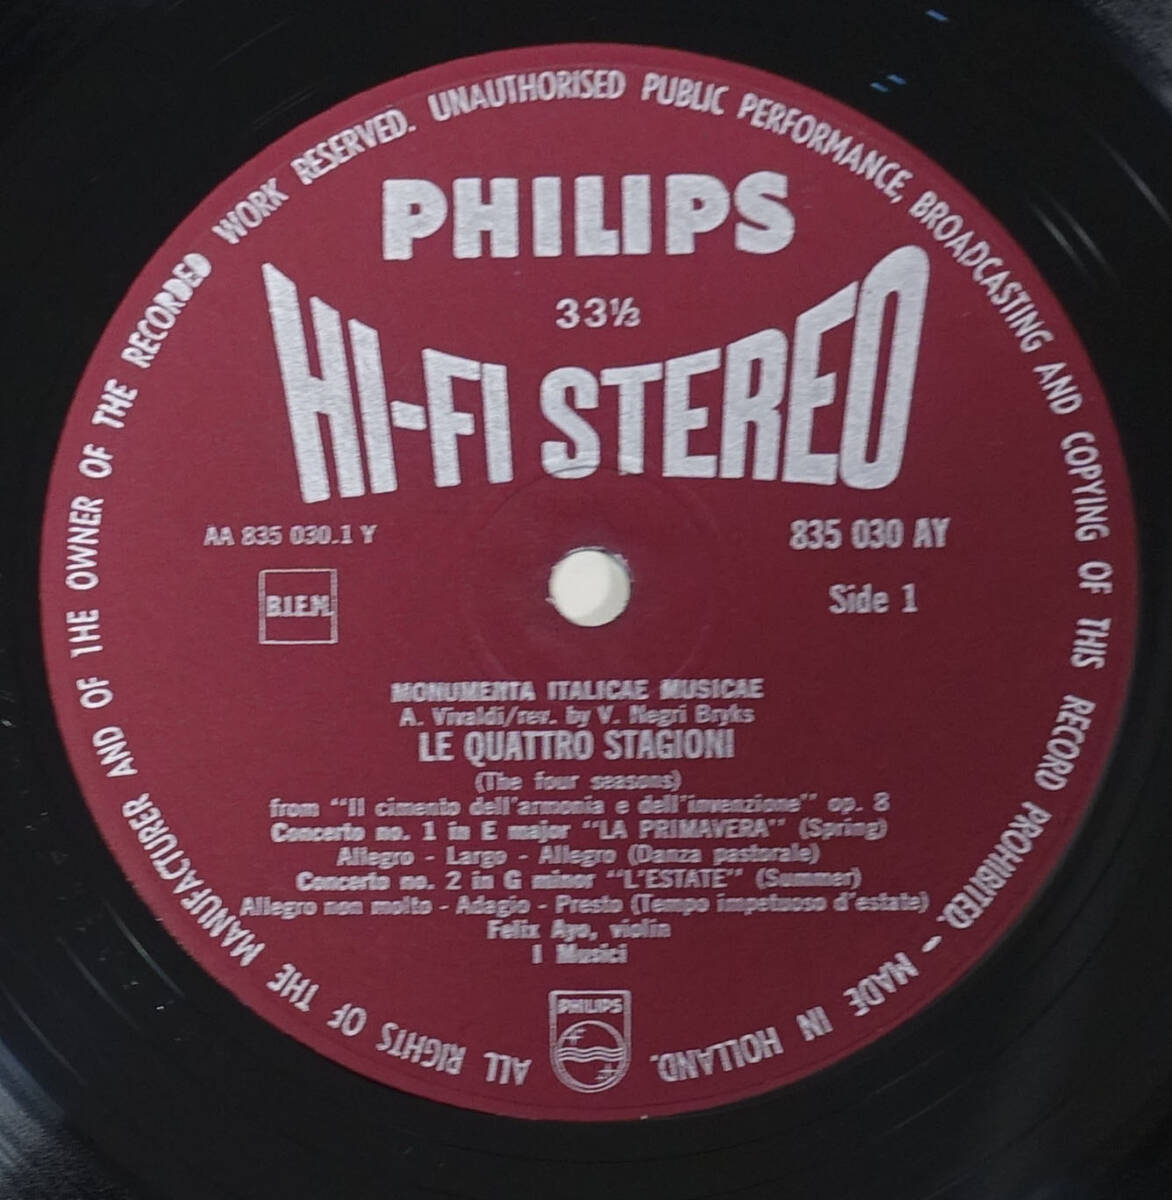 ALL RIGHTS OF THE MANUFACTURER AND OF THE OWNER OF THE RECORDED WORK RESERVED. UNAUTHORISED PUBLIC PERFORMANCE, BROADCASTING AND COPYING OF THIS RECORD PROHIBITED. - MADE IN HOLLAND.
PHILIPS
33⅓
HI-FI STEREO
AA 835 030.1 Y
835 030 AY
B.I.E.M.
Side 1
MONUMENTA ITALICAE MUSICAE
A. Vivaldi/rev. by V. Negri Bryks
LE QUATTRO STAGIONI
(The four seasons)
from "Il cimento dell'armonia e dell'invenzione" op. 8
Concerto no. 1 in E major "LA PRIMAVERA" (Spring)
Allegro - Largo - Allegro (Danza pastorale)
Concerto no. 2 in G minor "L'ESTATE" (Summer)
Allegro non molto - Adagio - Presto (Tempo impetuoso d'estate)
Felix Ayo, violin
I Musici
PHILIPS